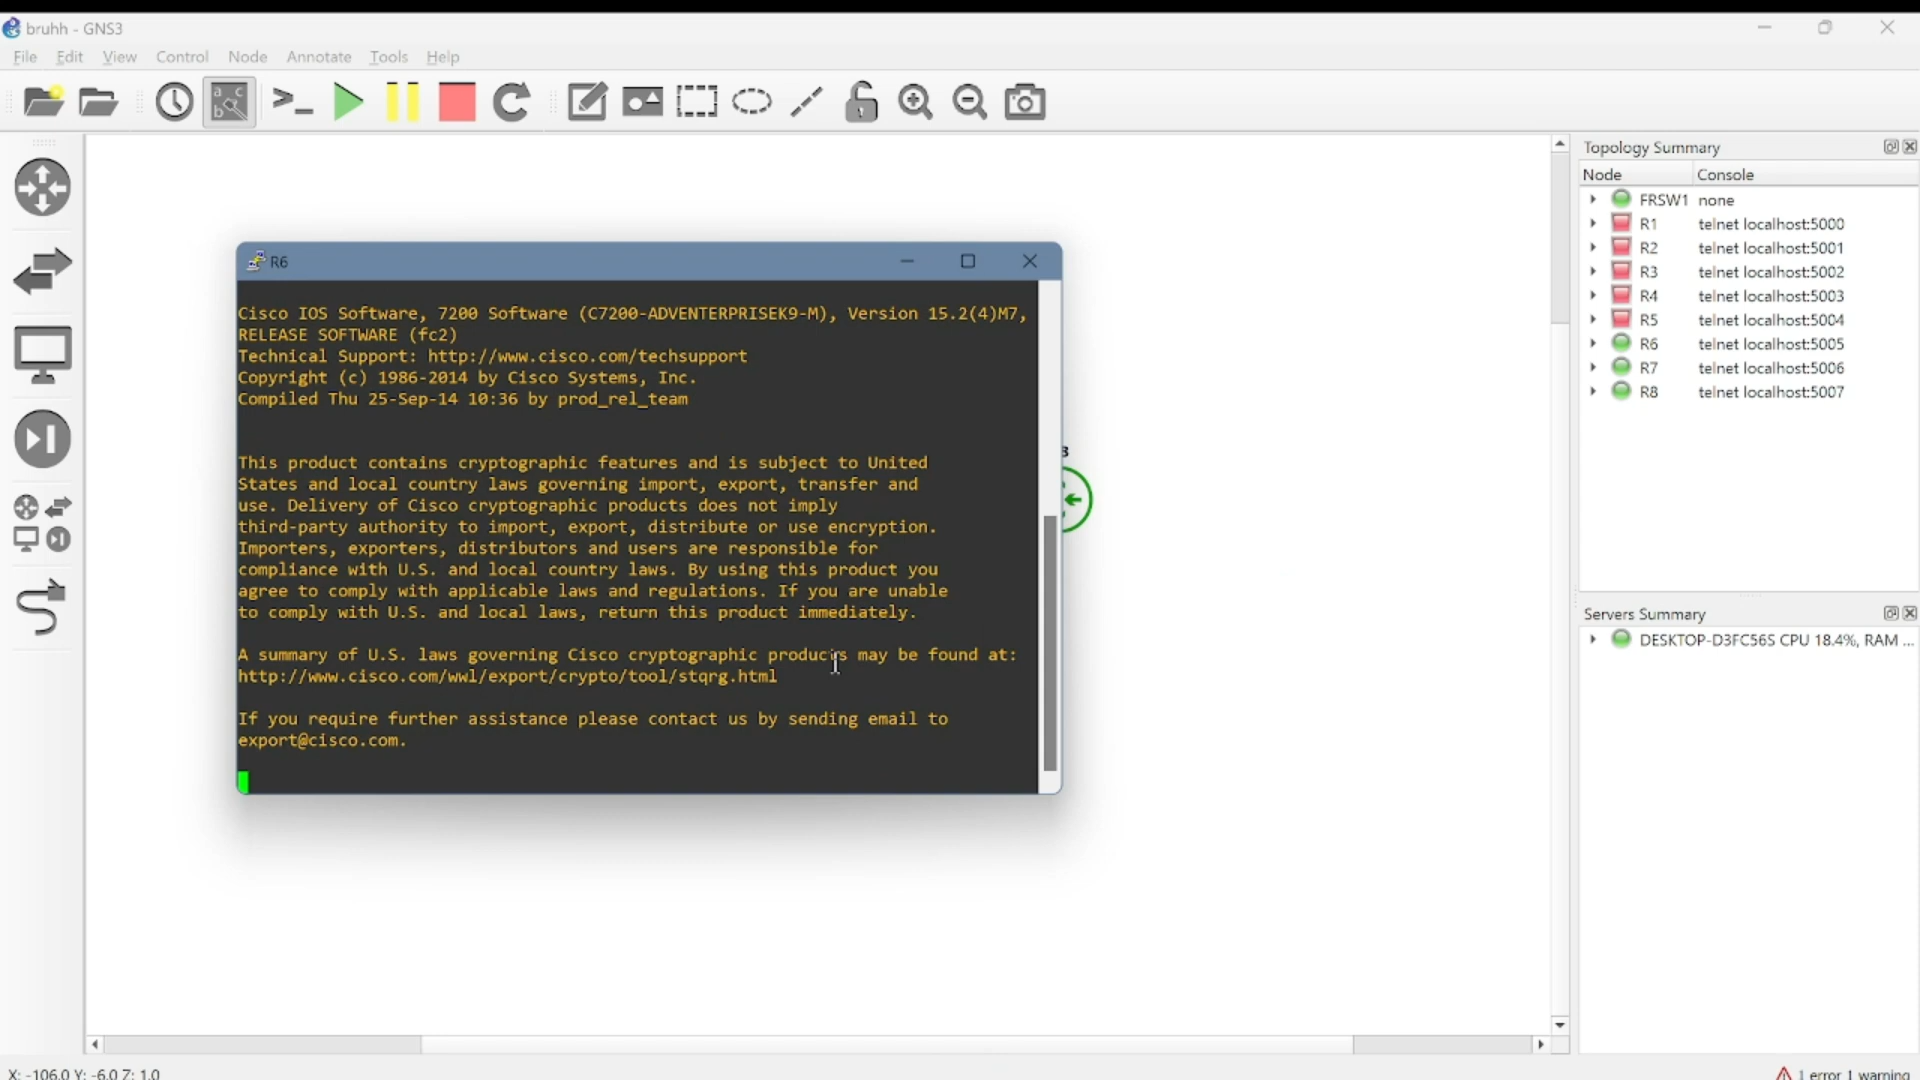 bruhh - GNS3
File Edit View Control Node Annotate Tools Help
Topology Summary
Node Console
FRSW1 none
R1 telnet localhost:5000
R2 telnet localhost:5001
R3 telnet localhost:5002
R4 telnet localhost:5003
R5 telnet localhost:5004
R6 telnet localhost:5005
R7 telnet localhost:5006
R8 telnet localhost:5007
R6
Cisco IOS Software, 7200 Software (C7200-ADVENTERPRISEK9-M), Version 15.2(4)M7,
RELEASE SOFTWARE (fc2)
Technical Support: http://www.cisco.com/techsupport
Copyright (c) 1986-2014 by Cisco Systems, Inc.
Compiled Thu 25-Sep-14 10:36 by prod_rel_team
This product contains cryptographic features and is subject to United
States and local country laws governing import, export, transfer and
use. Delivery of Cisco cryptographic products does not imply
third-party authority to import, export, distribute or use encryption.
Importers, exporters, distributors and users are responsible for
compliance with U.S. and local country laws. By using this product you
agree to comply with applicable laws and regulations. If you are unable
to comply with U.S. and local laws, return this product immediately.
A summary of U.S. laws governing Cisco cryptographic products may be found at:
http://www.cisco.com/wwl/export/crypto/tool/stqrg.html
If you require further assistance please contact us by sending email to
export@cisco.com.
Servers Summary
DESKTOP-D3FC56S CPU 18.4%, RAM ...
X: -106.0 Y: -6.0 Z: 1.0
1 error 1 warning